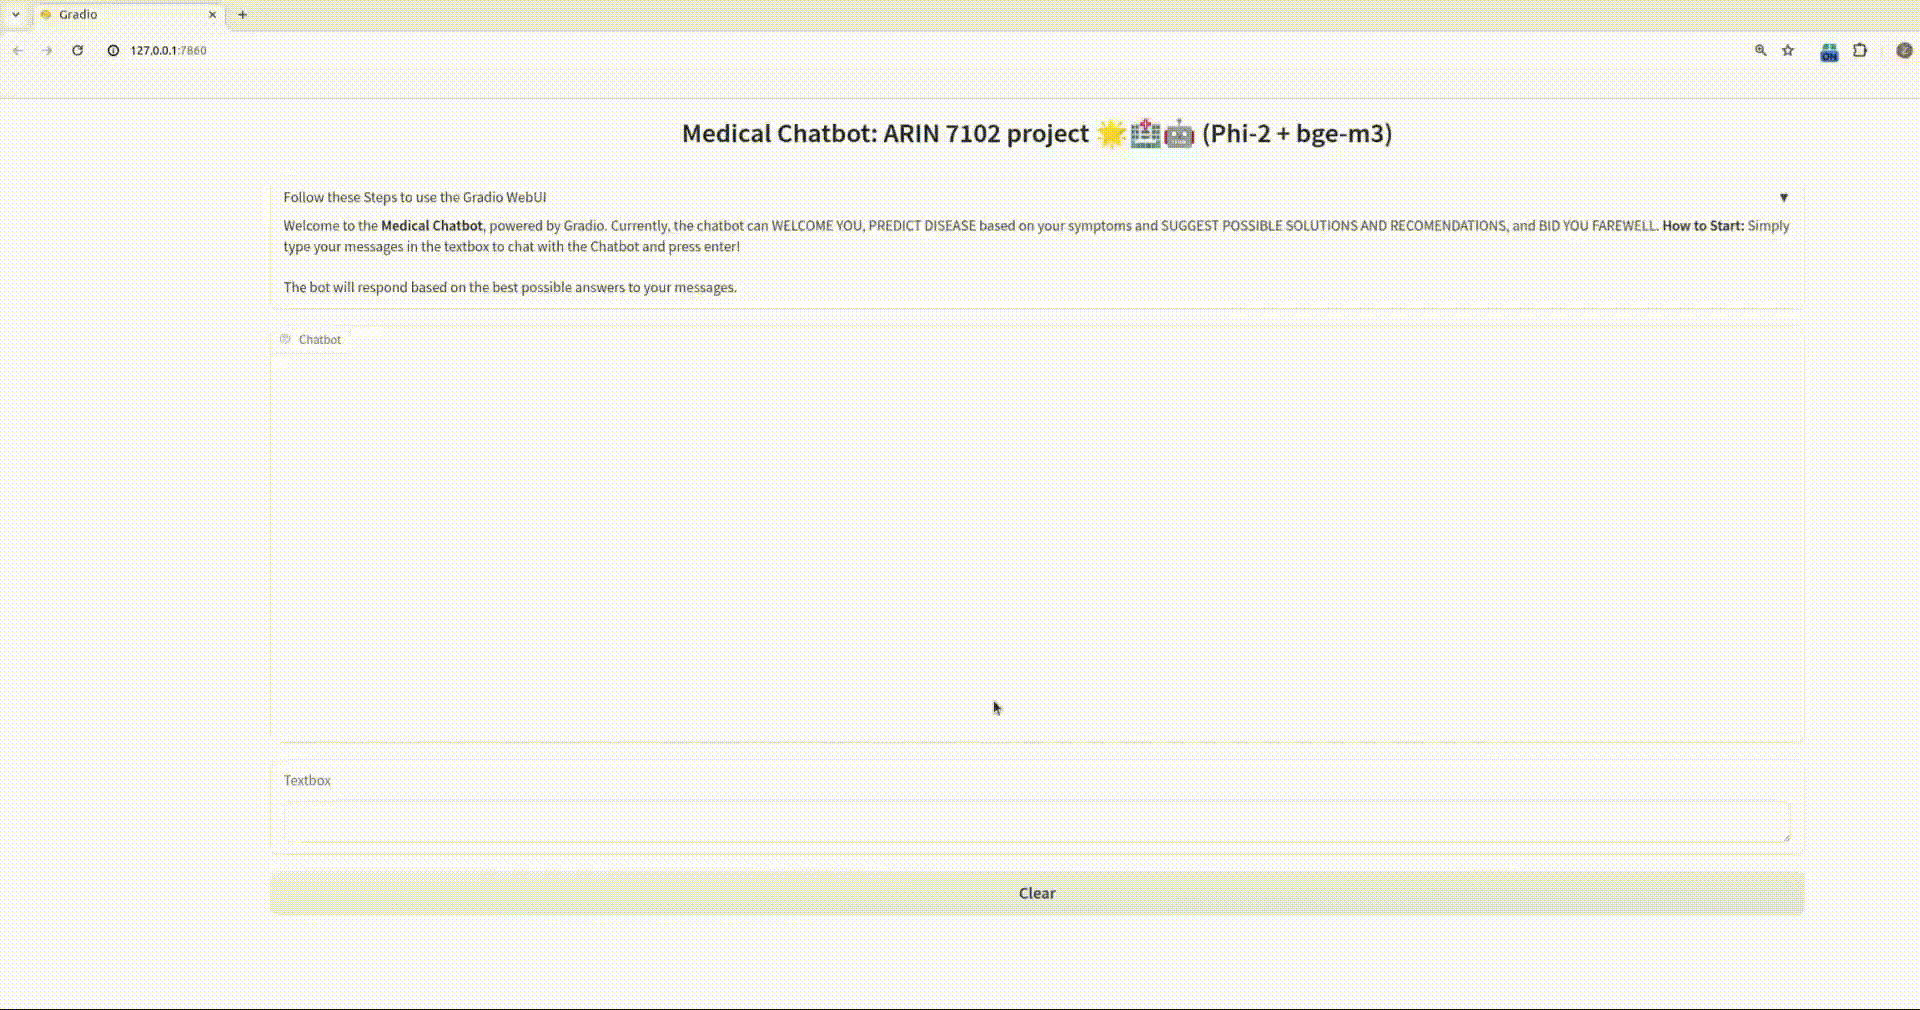 Gradio
127.0.0.1:7860
ON
Medical Chatbot: ARIN 7102 project 🌟🏥🤖 (Phi-2 + bge-m3)
Follow these Steps to use the Gradio WebUI
Welcome to the Medical Chatbot, powered by Gradio. Currently, the chatbot can WELCOME YOU, PREDICT DISEASE based on your symptoms and SUGGEST POSSIBLE SOLUTIONS AND RECOMENDATIONS, and BID YOU FAREWELL. How to Start: Simply
type your messages in the textbox to chat with the Chatbot and press enter!
The bot will respond based on the best possible answers to your messages.
Chatbot
Textbox
Clear